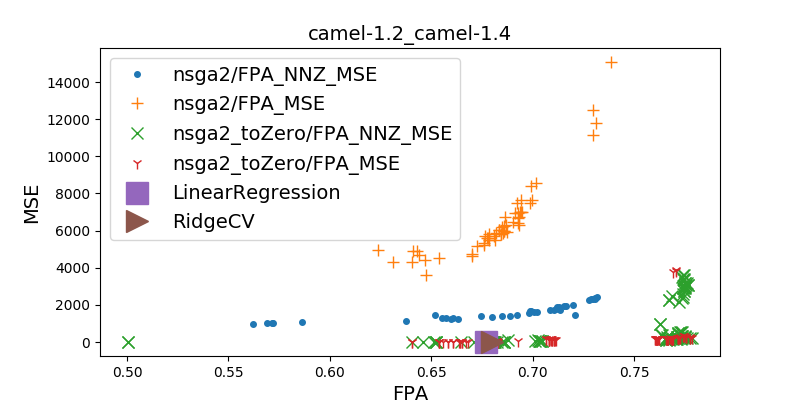 camel-1.2_camel-1.4
nsga2/FPA_NNZ_MSE
nsga2/FPA_MSE
nsga2_toZero/FPA_NNZ_MSE
nsga2_toZero/FPA_MSE
LinearRegression
RidgeCV
MSE
14000
12000
10000
8000
6000
4000
2000
0
0.50 0.55 0.60 0.65 0.70 0.75
FPA